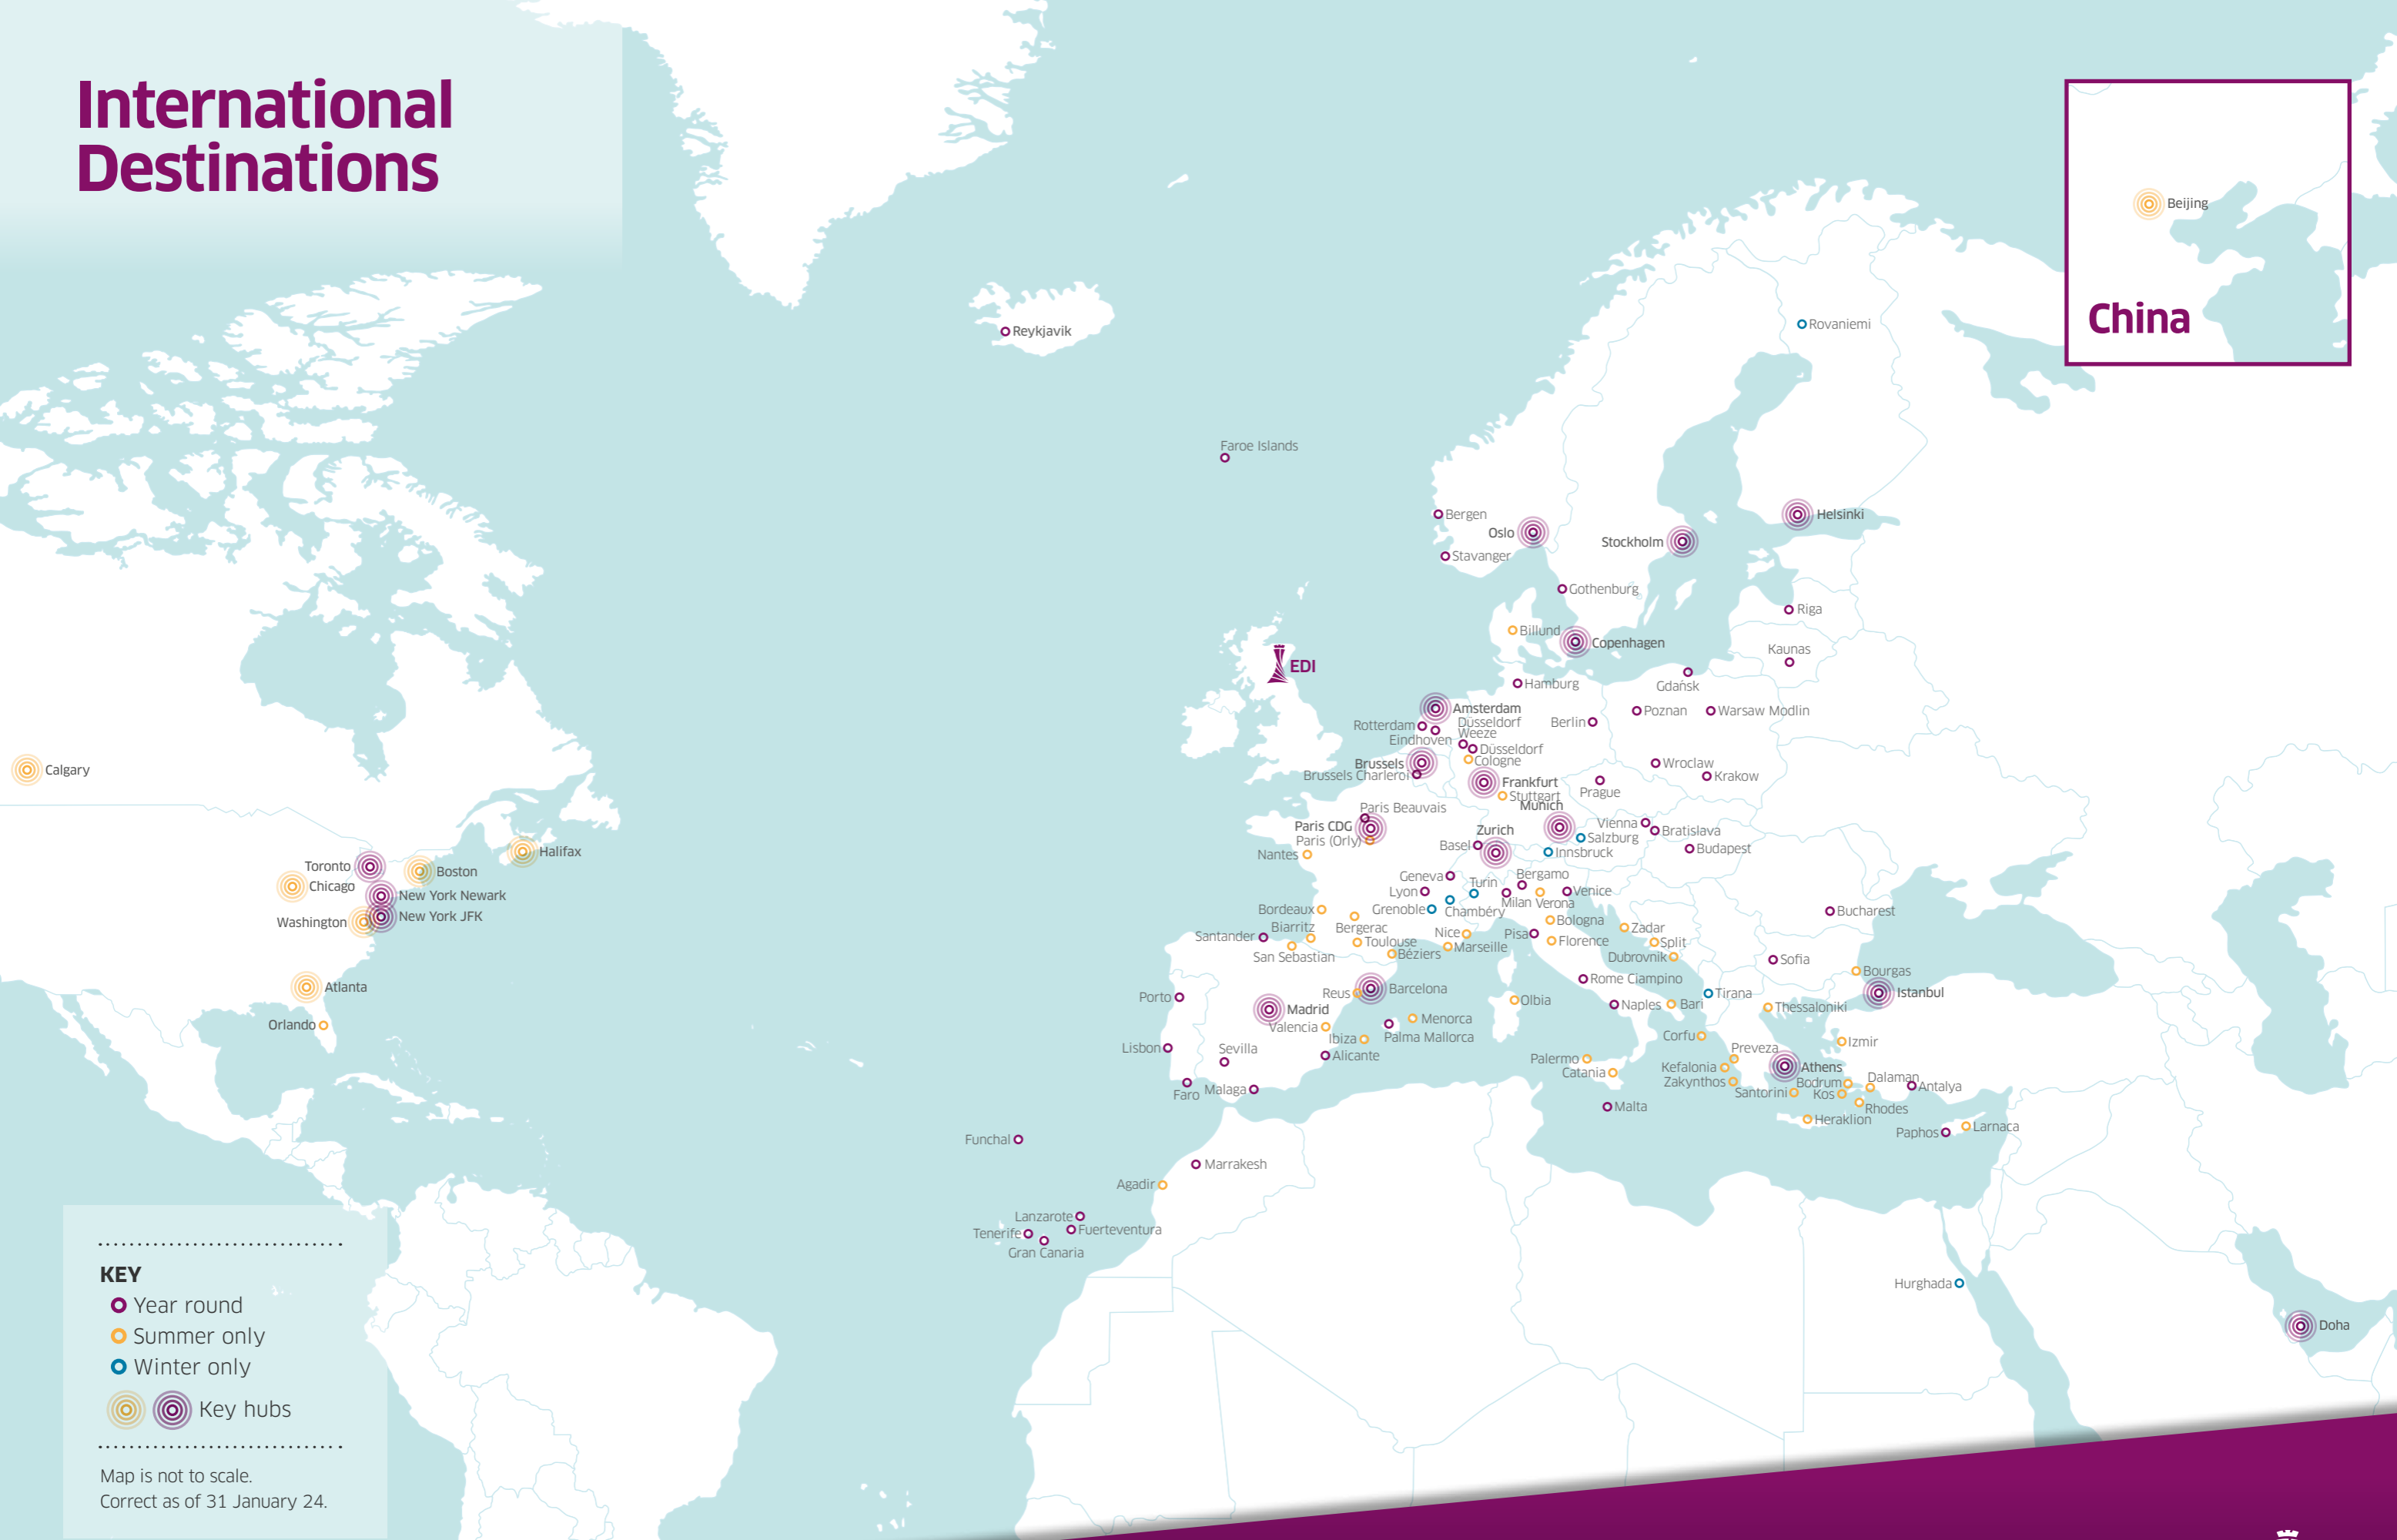 International
Destinations
Beijing
China
Reykjavik
Rovaniemi
Faroe Islands
Bergen
Oslo
Stockholm
Helsinki
Stavanger
Gothenburg
Riga
Billund
Copenhagen
Kaunas
EDI
Hamburg
Gdańsk
Amsterdam
Poznan
Warsaw Modlin
Rotterdam
Düsseldorf
Weeze
Berlin
Eindhoven
Düsseldorf
Brussels
Cologne
Wroclaw
Brussels Charleroi
Krakow
Frankfurt
Prague
Stuttgart
Munich
Paris Beauvais
Paris CDG
Paris (Orly)
Zurich
Vienna
Bratislava
Salzburg
Basel
Budapest
Innsbruck
Nantes
Geneva
Turin
Bergamo
Lyon
Venice
Milan
Verona
Grenoble
Chambéry
Bordeaux
Bucharest
Bologna
Bergerac
Biarritz
Zadar
Santander
Nice
Pisa
Florence
Toulouse
Split
Marseille
San Sebastian
Béziers
Dubrovnik
Sofia
Bourgas
Rome Ciampino
Barcelona
Reus
Tirana
Istanbul
Porto
Olbia
Naples
Bari
Thessaloniki
Madrid
Menorca
Valencia
Palma Mallorca
Ibiza
Corfu
Izmir
Lisbon
Sevilla
Alicante
Preveza
Palermo
Kefalonia
Athens
Catania
Zakynthos
Bodrum
Dalaman
Antalya
Faro
Malaga
Santorini
Kos
Rhodes
Malta
Heraklion
Paphos
Larnaca
Funchal
Marrakesh
Agadir
Lanzarote
Tenerife
Fuerteventura
Gran Canaria
Hurghada
Doha
Calgary
Halifax
Toronto
Boston
Chicago
New York Newark
Washington
New York JFK
Atlanta
Orlando
KEY
Year round
Summer only
Winter only
Key hubs
Map is not to scale.
Correct as of 31 January 24.